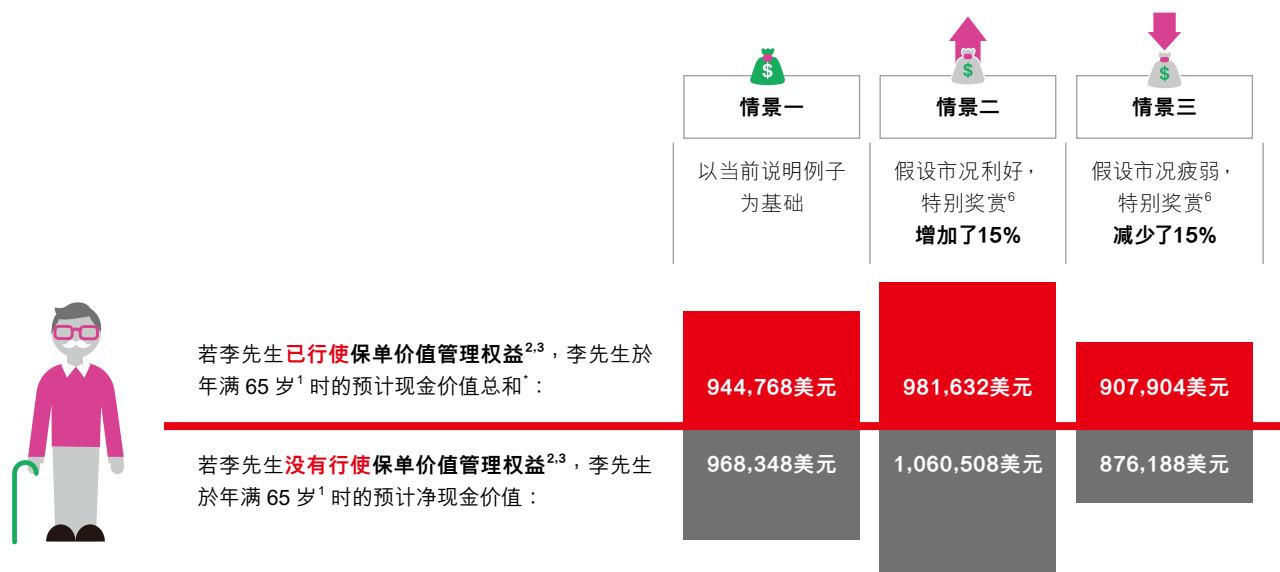 $
$
$
情景一
情景二
情景三
以当前说明例子
为基础
假设市况利好，
特别奖赏6
增加了15%
假设市况疲弱，
特别奖赏6
减少了15%
若李先生已行使保单价值管理权益2,3，李先生於
年满 65 岁1 时的预计现金价值总和*：
944,768美元
981,632美元
907,904美元
若李先生没有行使保单价值管理权益2,3，李先生
於年满 65 岁1 时的预计净现金价值：
968,348美元
1,060,508美元
876,188美元